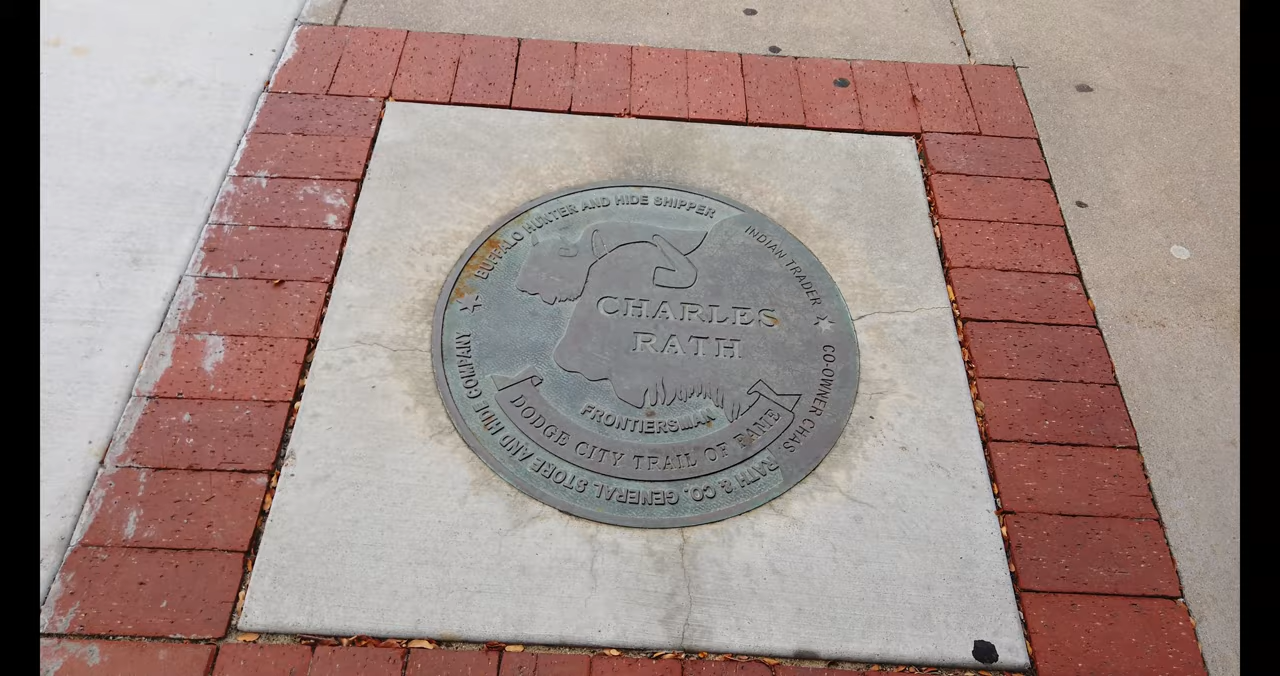 BUFFALO HUNTER AND HIDE SHIPPER
INDIAN TRADER
CO-OWNER CHAS RATH & CO. GENERAL STORE AND HIDE COMPANY
CHARLES
RATH
FRONTIERSMAN
DODGE CITY TRAIL OF FAME